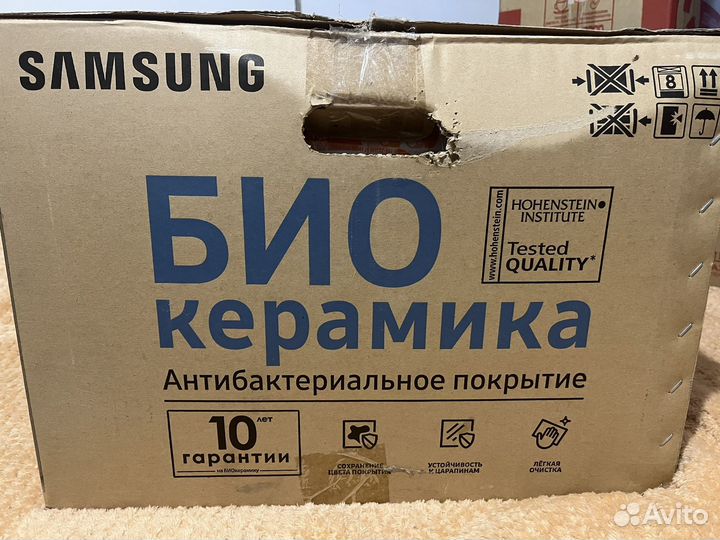 SAMSUNG
8
БИО
керамика
www.hohenstein.com
HOHENSTEIN
INSTITUTE
Tested
QUALITY*
Антибактериальное покрытие
10 лет
гарантии
на БИОкерамику
СОХРАНЕНИЕ
ЦВЕТА ПОКРЫТИЯ
УСТОЙЧИВОСТЬ
К ЦАРАПИНАМ
ЛЁГКАЯ
ОЧИСТКА
Avito